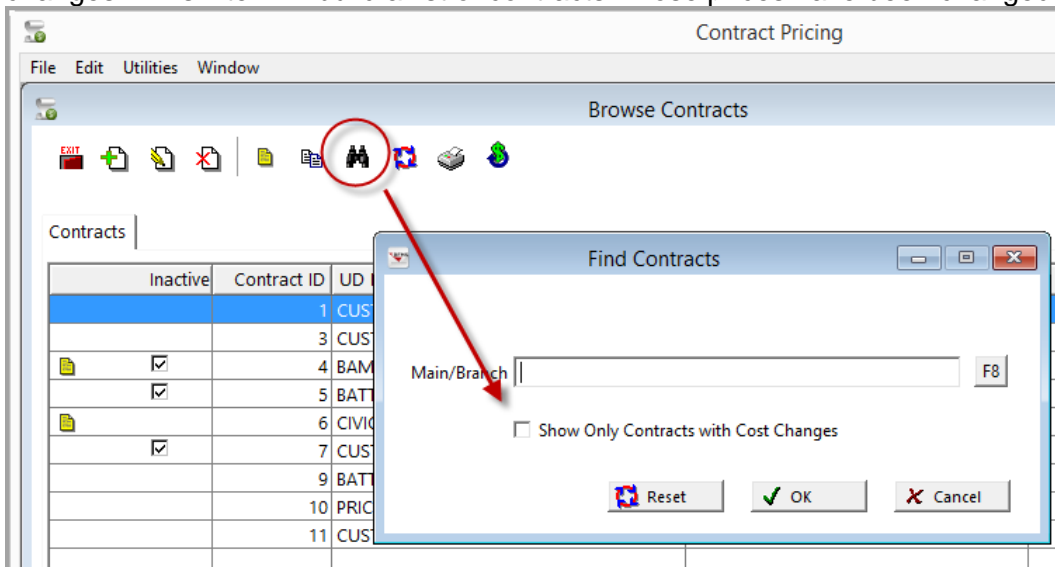 Contract Pricing
File Edit Utilities Window
Browse Contracts
EXIT
Contracts
Find Contracts
Inactive Contract ID UD
1 CUS
3 CUS
4 BAM
Main/Branch F8
5 BATT
6 CIVIC
Show Only Contracts with Cost Changes
7 CUS
9 BATT
Reset OK Cancel
10 PRIC
11 CUS